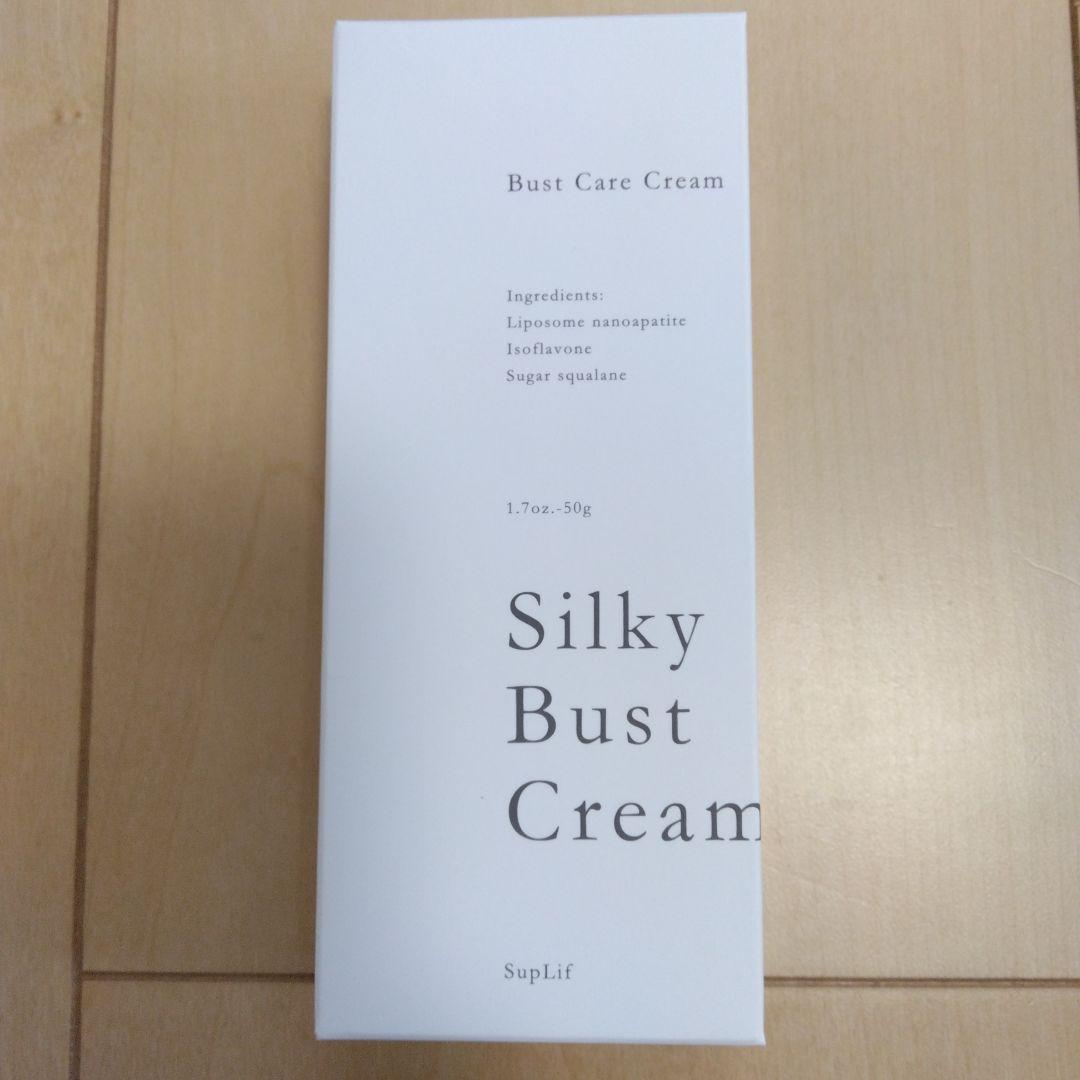 Bust Care Cream
Ingredients:
Liposome nanoapatite
Isoflavone
Sugar squalane
1.7oz.-50g
Silky
Bust
Cream
SupLif